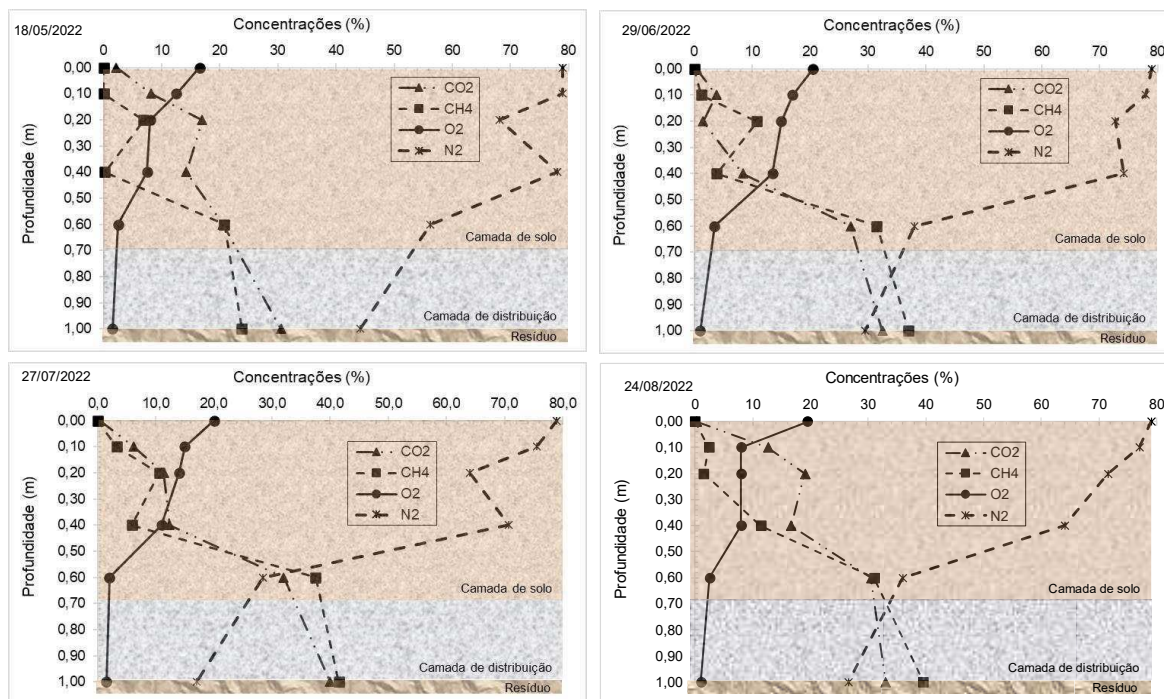 18/05/2022
Concentrações (%)
0 10 20 30 40 50 60 70 80
Profundidade (m)
0,00
0,10
0,20
0,30
0,40
0,50
0,60
0,70
0,80
0,90
1,00
CO2
CH4
O2
N2
Camada de solo
Camada de distribuição
Resíduo
29/06/2022
Concentrações (%)
0 10 20 30 40 50 60 70 80
Profundidade (m)
0,00
0,10
0,20
0,30
0,40
0,50
0,60
0,70
0,80
0,90
1,00
CO2
CH4
O2
N2
Camada de solo
Camada de distribuição
Resíduo
27/07/2022
Concentrações (%)
0,0 10,0 20,0 30,0 40,0 50,0 60,0 70,0 80,0
Profundidade (m)
0,00
0,10
0,20
0,30
0,40
0,50
0,60
0,70
0,80
0,90
1,00
CO2
CH4
O2
N2
Camada de solo
Camada de distribuição
Resíduo
24/08/2022
Concentrações (%)
0 10 20 30 40 50 60 70 80
Profundidade (m)
0,00
0,10
0,20
0,30
0,40
0,50
0,60
0,70
0,80
0,90
1,00
CO2
CH4
O2
N2
Camada de solo
Camada de distribuição
Resíduo